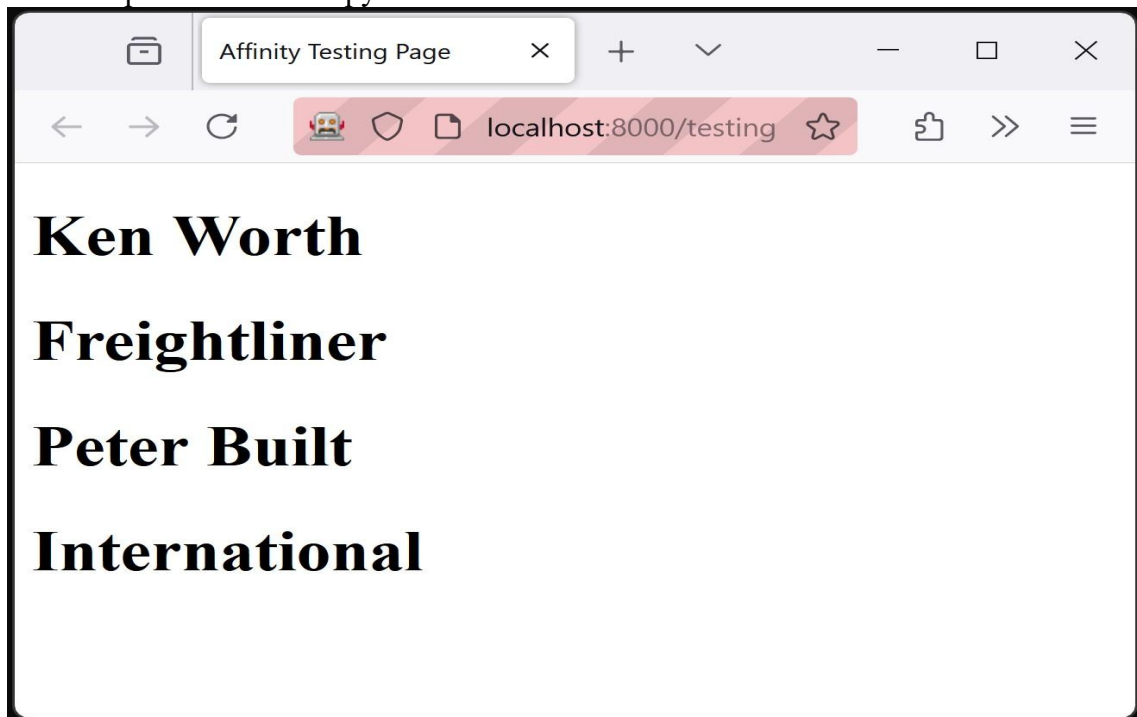 Affinity Testing Page
localhost:8000/testing
Ken Worth
Freightliner
Peter Built
International